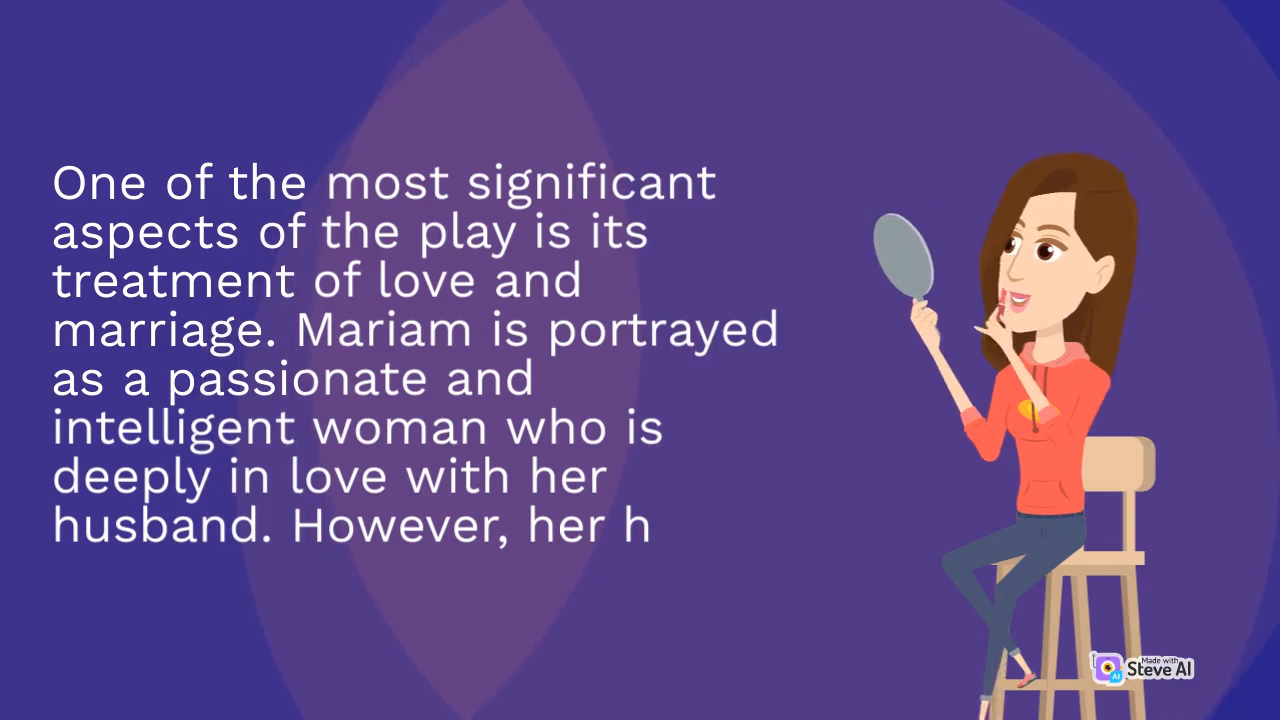 One of the most significant
aspects of the play is its
treatment of love and
marriage. Mariam is portrayed
as a passionate and
intelligent woman who is
deeply in love with her
husband. However, her h
Made with
Steve AI
AI